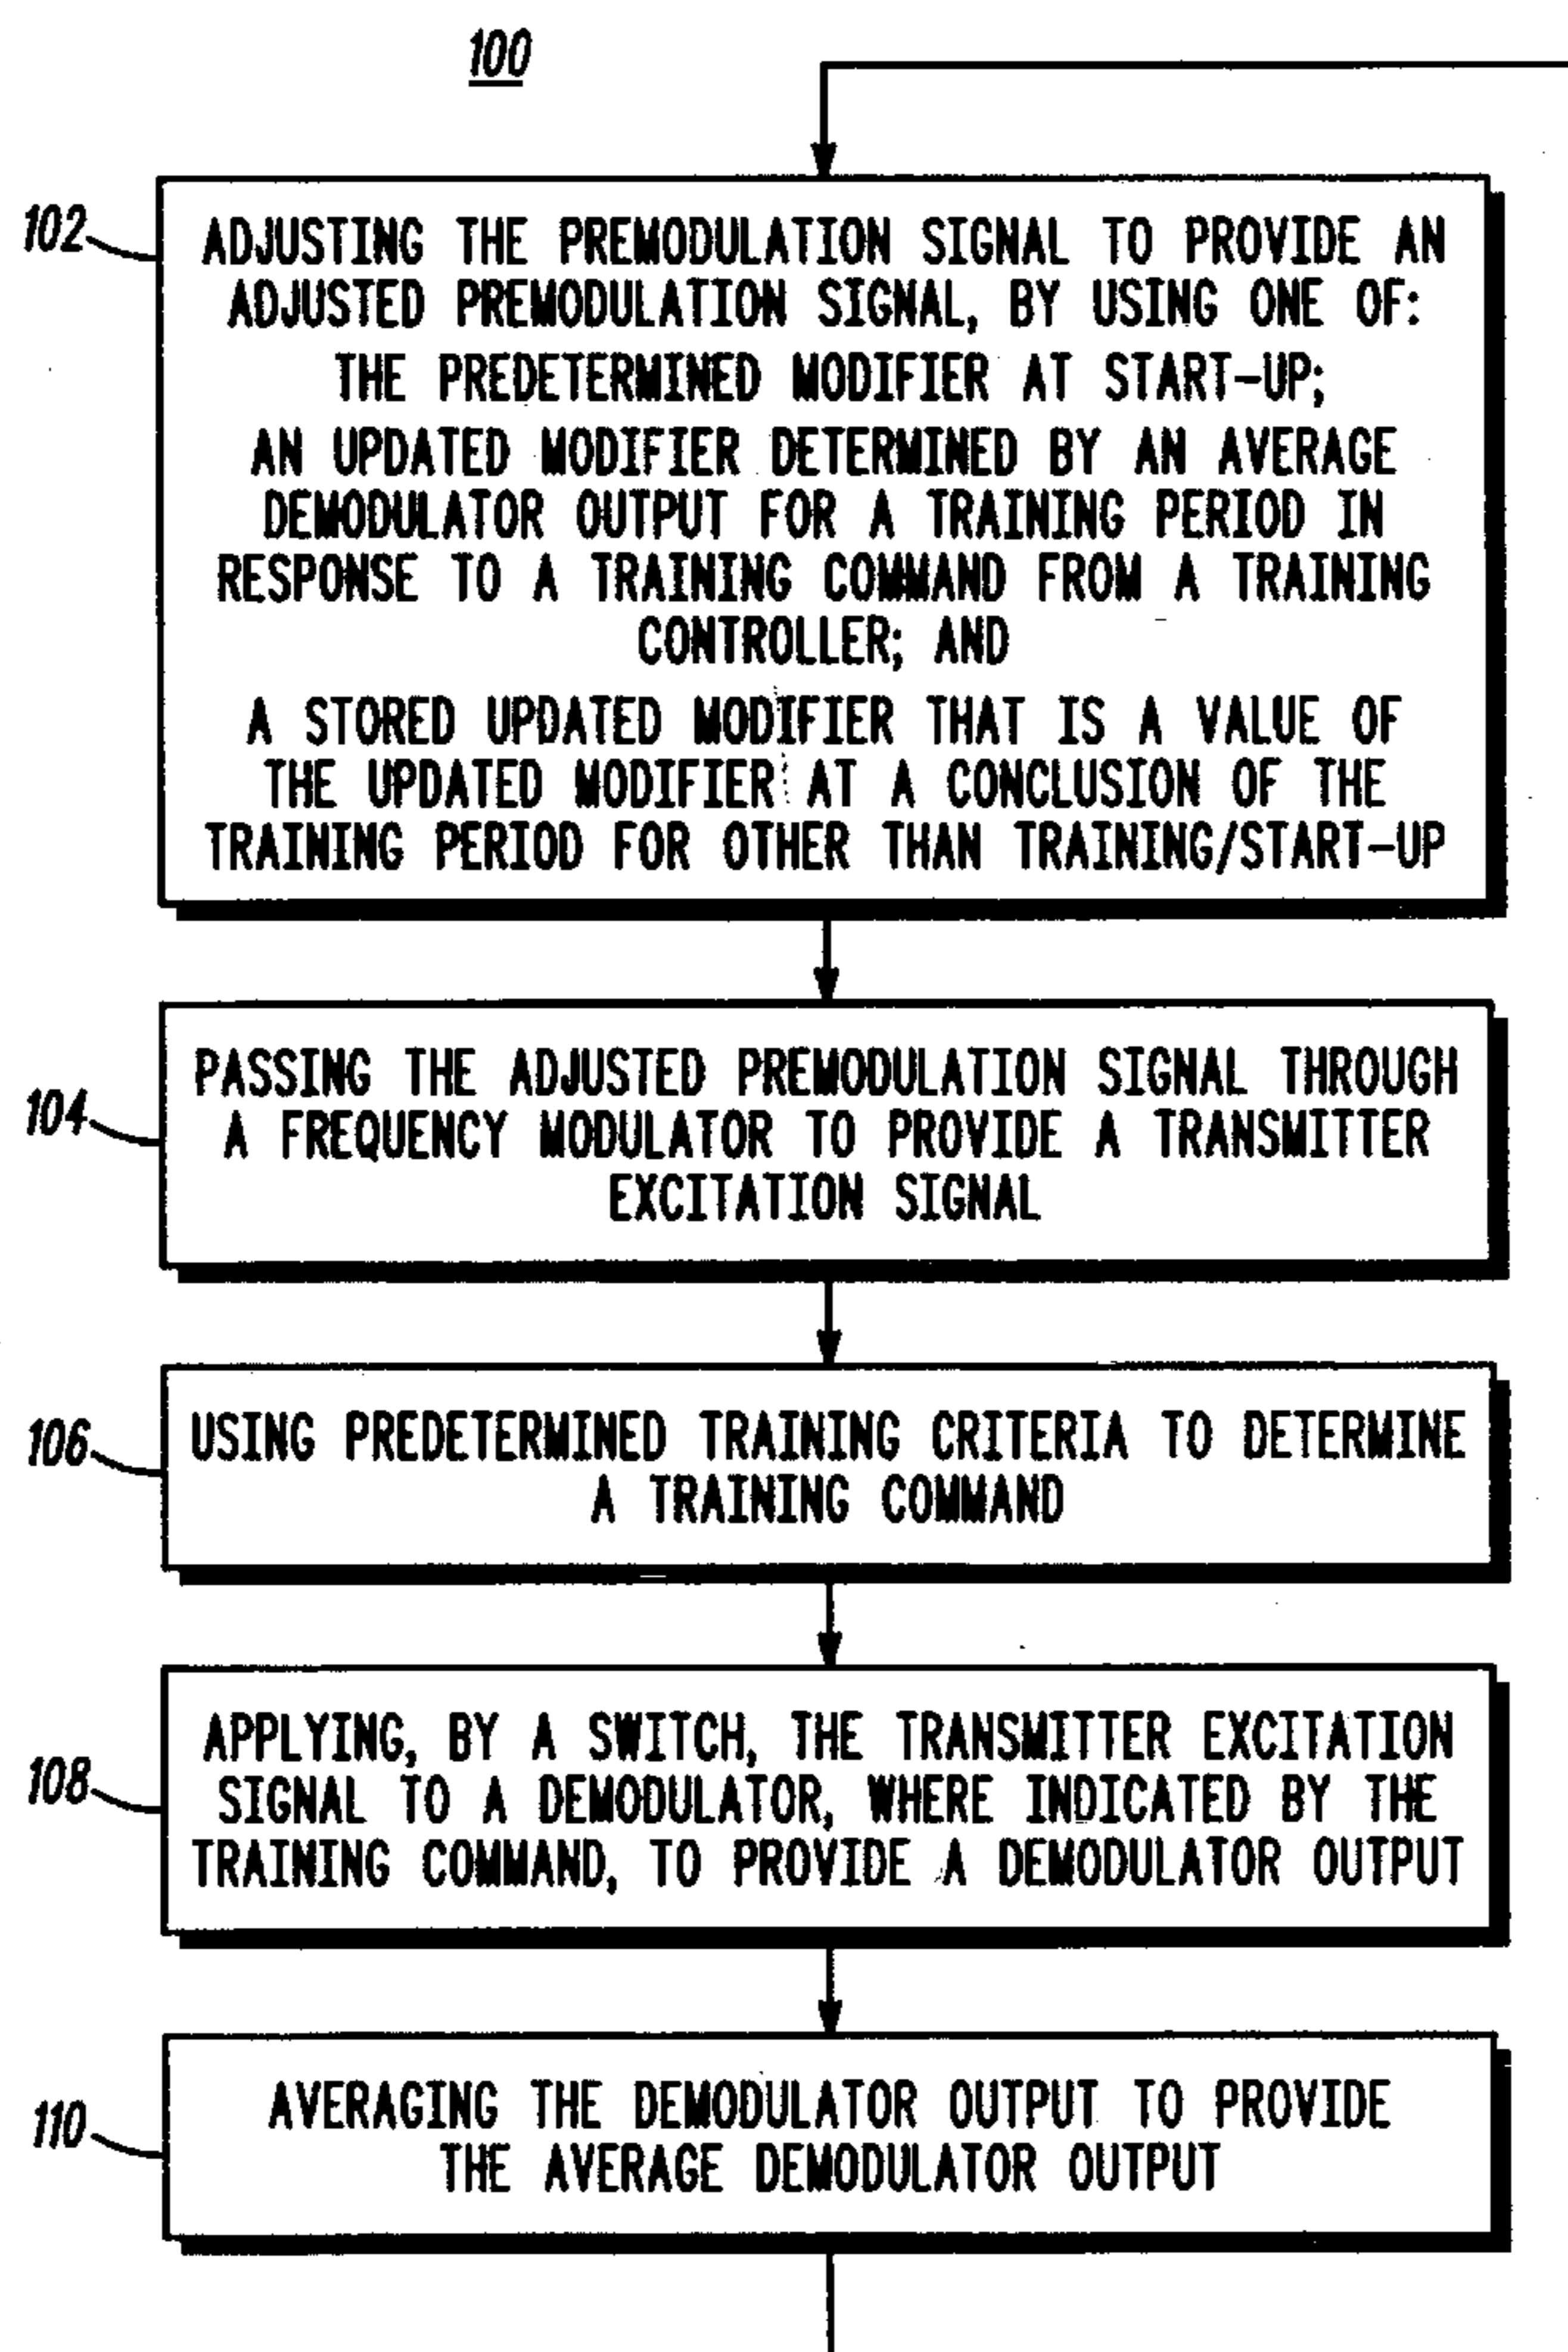 100
102
ADJUSTING THE PREMODULATION SIGNAL TO PROVIDE AN
ADJUSTED PREMODULATION SIGNAL, BY USING ONE OF:
THE PREDETERMINED MODIFIER AT START-UP;
AN UPDATED MODIFIER DETERMINED BY AN AVERAGE
DEMODULATOR OUTPUT FOR A TRAINING PERIOD IN
RESPONSE TO A TRAINING COMMAND FROM A TRAINING
CONTROLLER; AND
A STORED UPDATED MODIFIER THAT IS A VALUE OF
THE UPDATED MODIFIER AT A CONCLUSION OF THE
TRAINING PERIOD FOR OTHER THAN TRAINING/START-UP
104
PASSING THE ADJUSTED PREMODULATION SIGNAL THROUGH
A FREQUENCY MODULATOR TO PROVIDE A TRANSMITTER
EXCITATION SIGNAL
106
USING PREDETERMINED TRAINING CRITERIA TO DETERMINE
A TRAINING COMMAND
108
APPLYING, BY A SWITCH, THE TRANSMITTER EXCITATION
SIGNAL TO A DEMODULATOR, WHERE INDICATED BY THE
TRAINING COMMAND, TO PROVIDE A DEMODULATOR OUTPUT
110
AVERAGING THE DEMODULATOR OUTPUT TO PROVIDE
THE AVERAGE DEMODULATOR OUTPUT